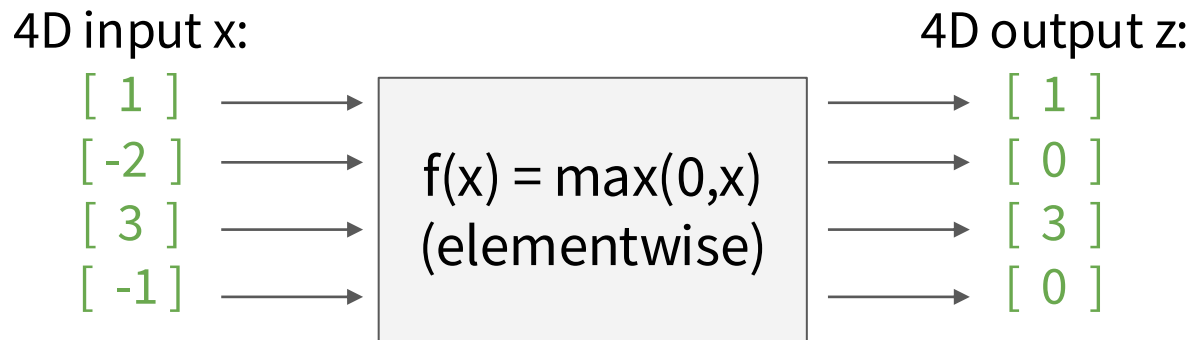 4D input x:
4D output z:
[ 1 ]
[ 1 ]
[ -2 ]
[ 0 ]
f(x) = max(0,x)
(elementwise)
[ 3 ]
[ 3 ]
[ -1 ]
[ 0 ]